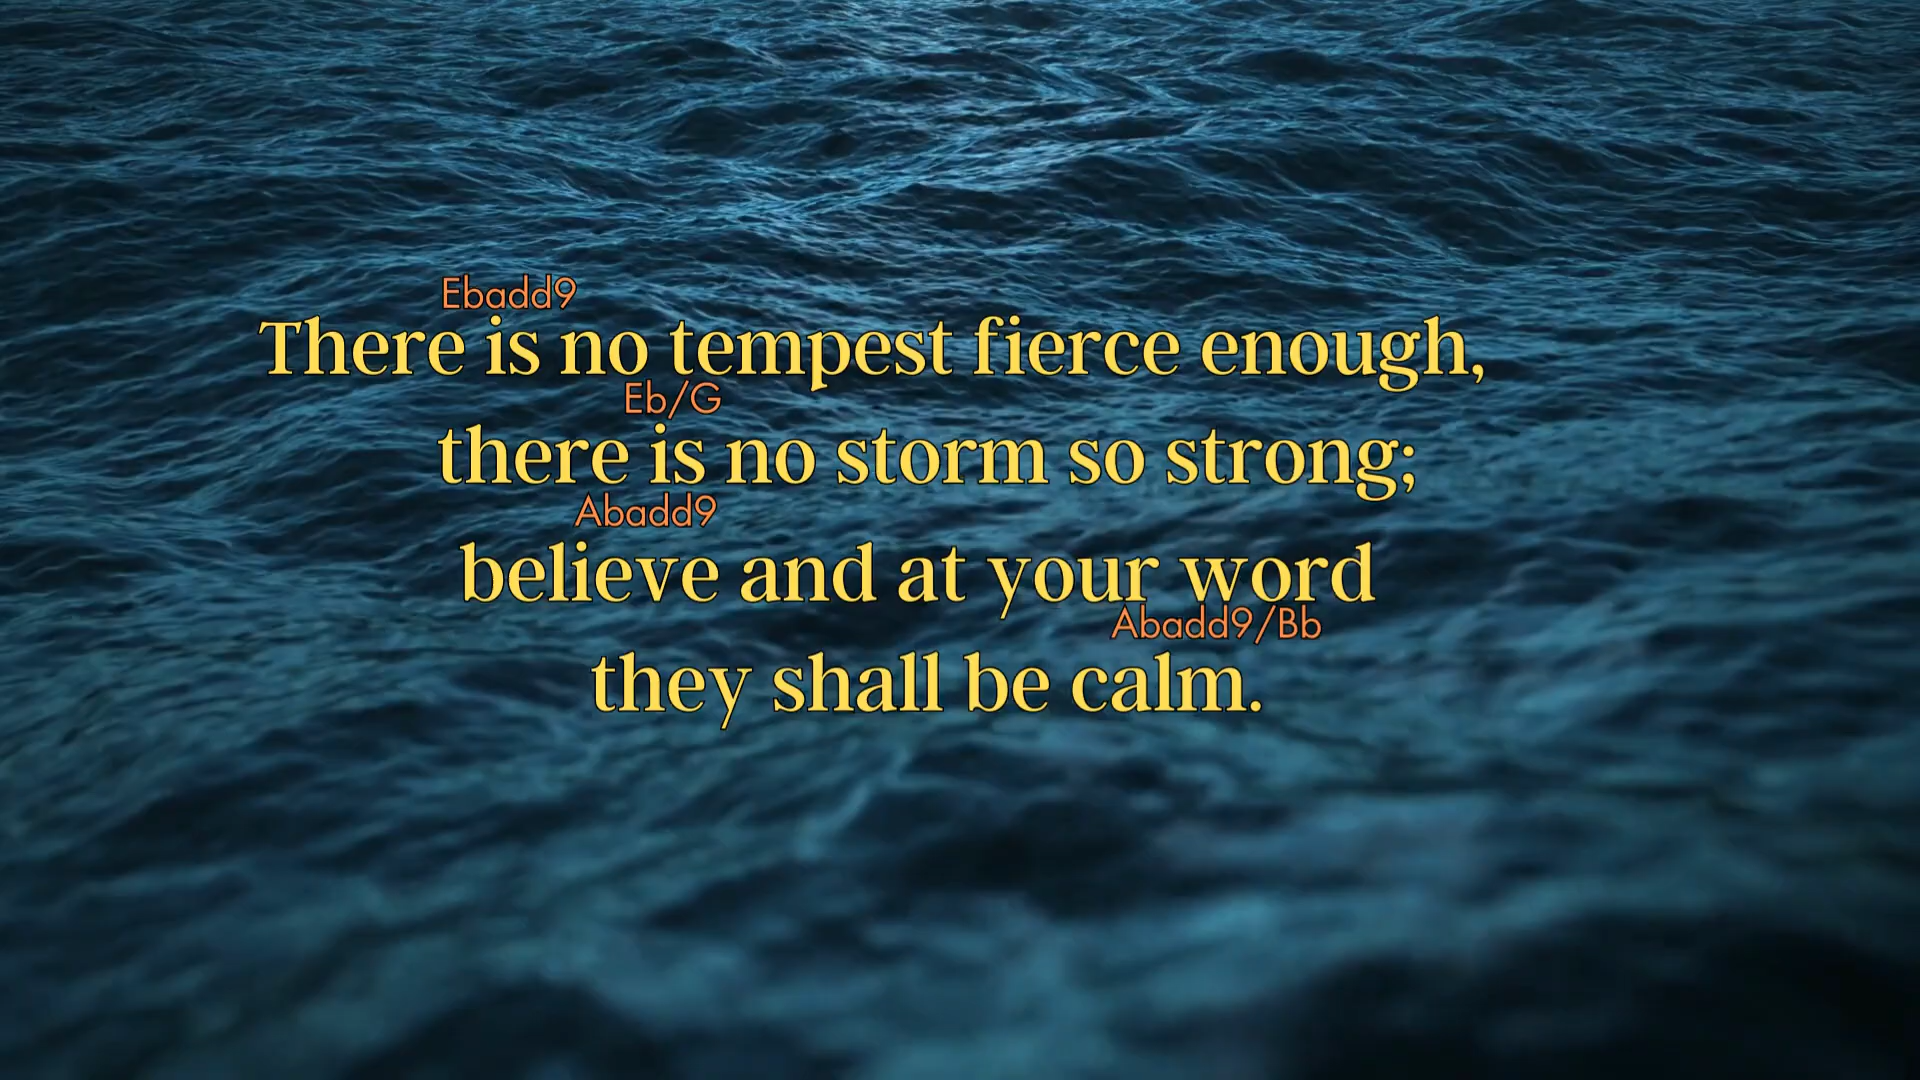 Ebadd9
There is no tempest fierce enough,
Eb/G
there is no storm so strong;
Abadd9
believe and at your word
Abadd9/Bb
they shall be calm.